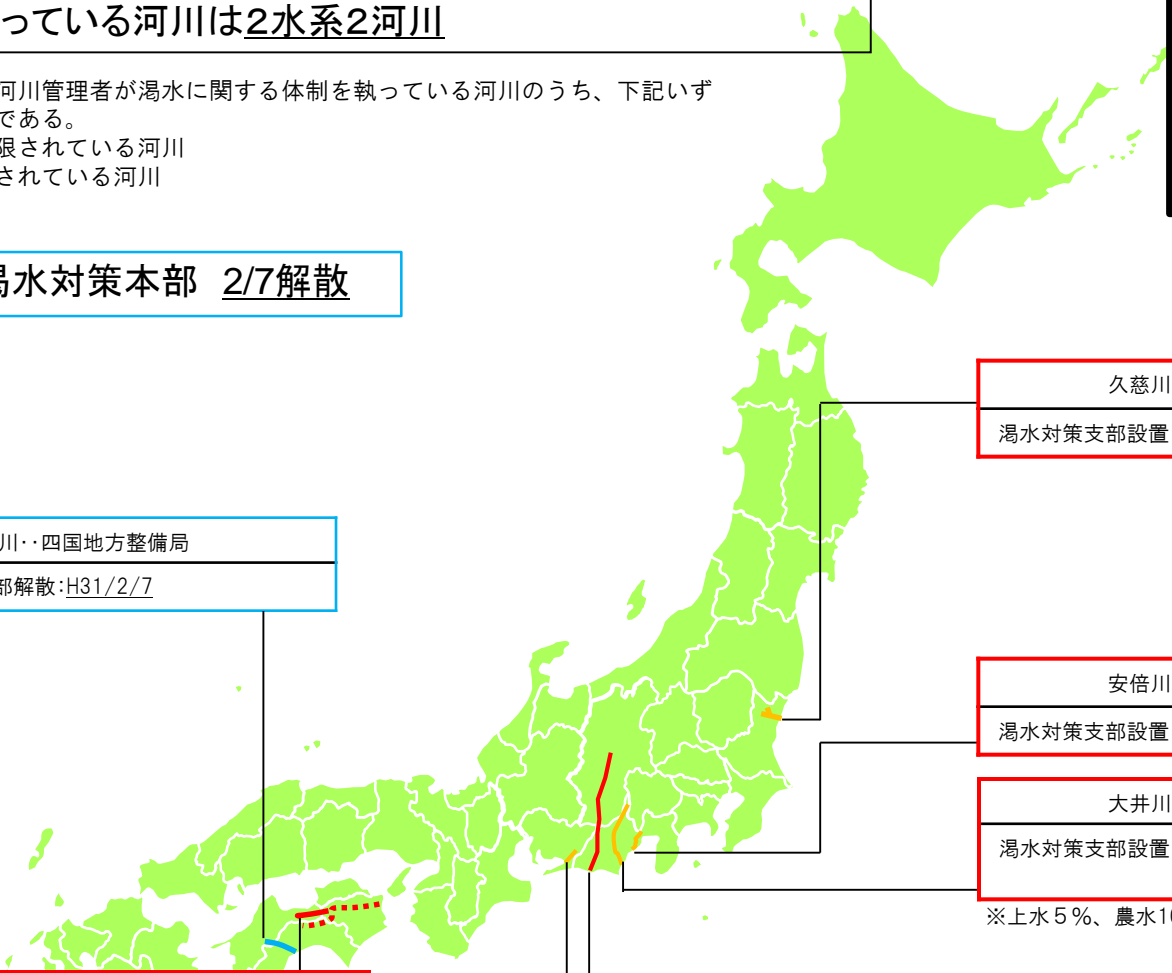 っている河川は2水系2河川
河川管理者が渇水に関する体制を執っている河川のうち、下記いず
である。
限されている河川
されている河川
渇水対策本部 2/7解散
久慈川
渇水対策支部設置
川‥四国地方整備局
部解散：H31/2/7
安倍川
渇水対策支部設置
大井川
渇水対策支部設置
※上水５％、農水10